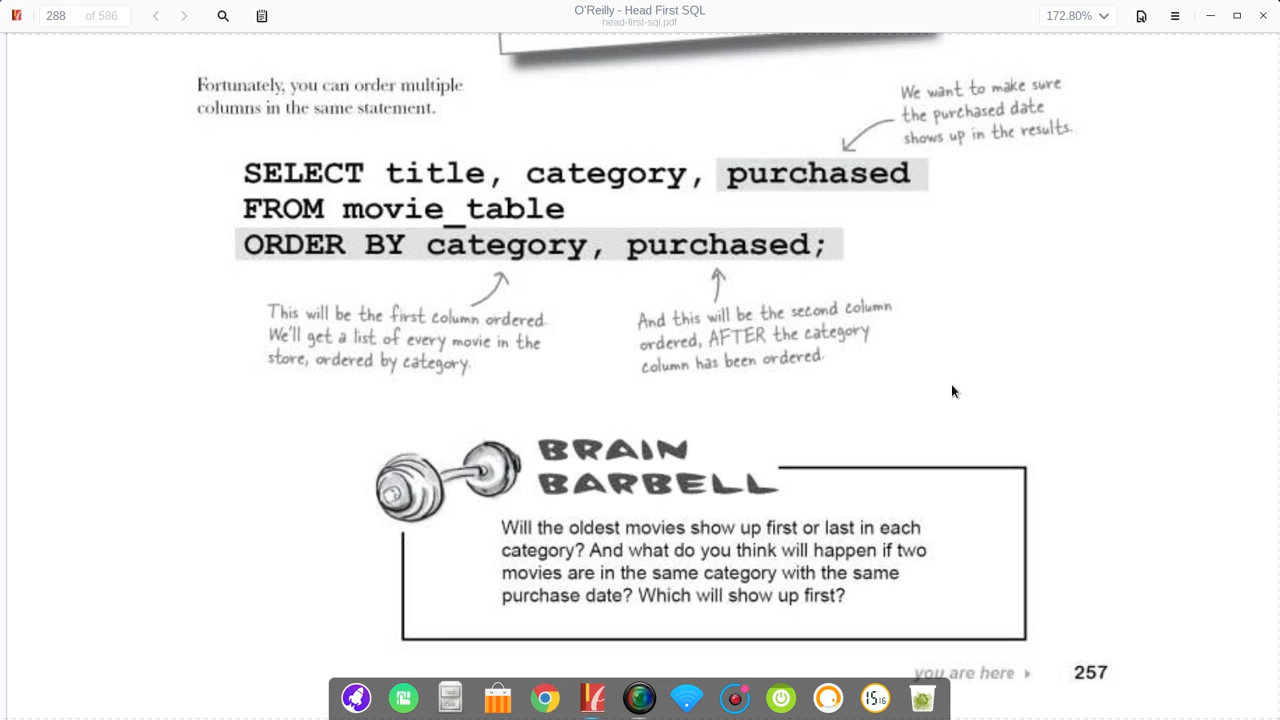 288 of 586
O'Reilly - Head First SQL
head-first-sql.pdf
172.80%
Fortunately, you can order multiple
columns in the same statement.
We want to make sure
the purchased date
shows up in the results.
SELECT title, category, purchased
FROM movie_table
ORDER BY category, purchased;
This will be the first column ordered.
We'll get a list of every movie in the
store, ordered by category.
And this will be the second column
ordered, AFTER the category
column has been ordered.
BRAIN
BARBELL
Will the oldest movies show up first or last in each
category? And what do you think will happen if two
movies are in the same category with the same
purchase date? Which will show up first?
you are here ▸ 257